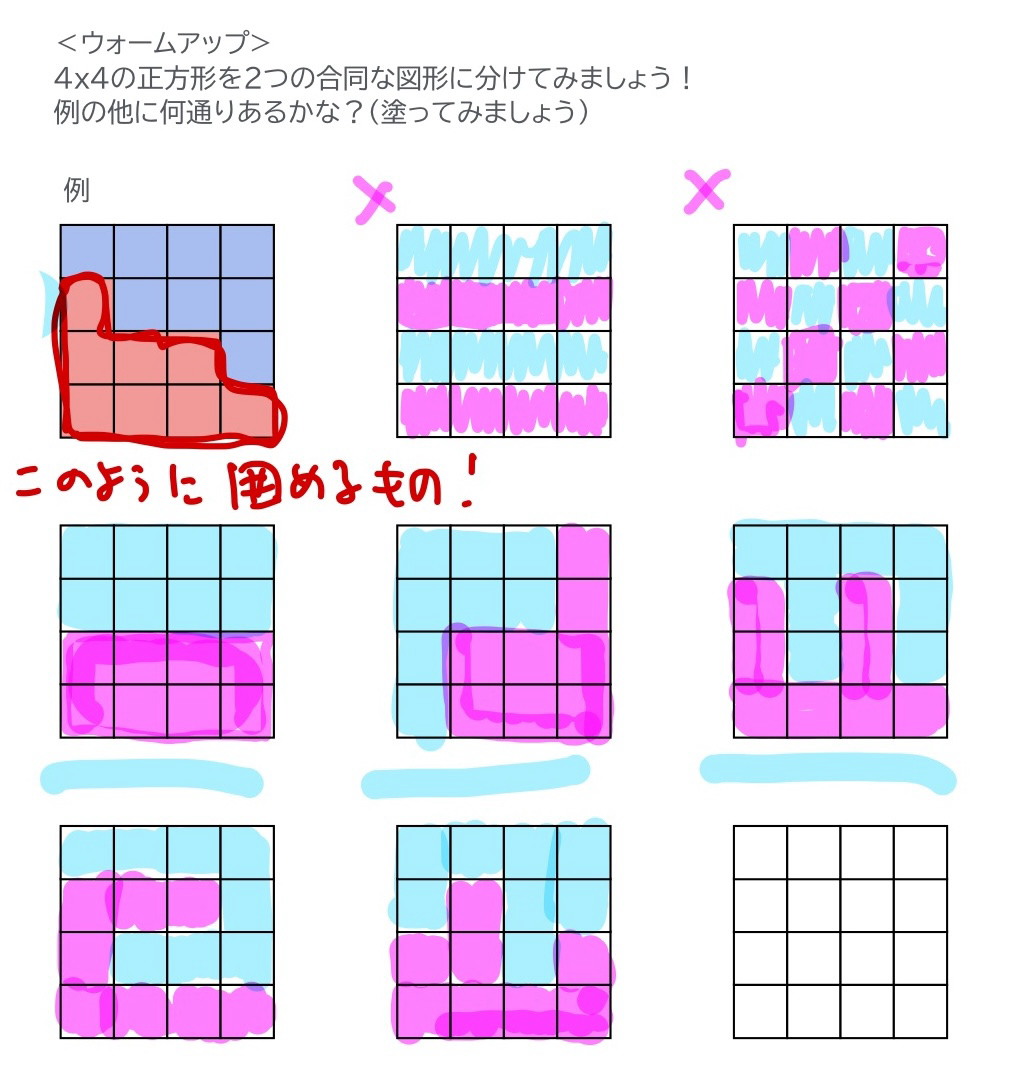 ＜ウォームアップ＞
4x4の正方形を2つの合同な図形に分けてみましょう！
例の他に何通りあるかな？（塗ってみましょう）
例
このように囲めるもの！